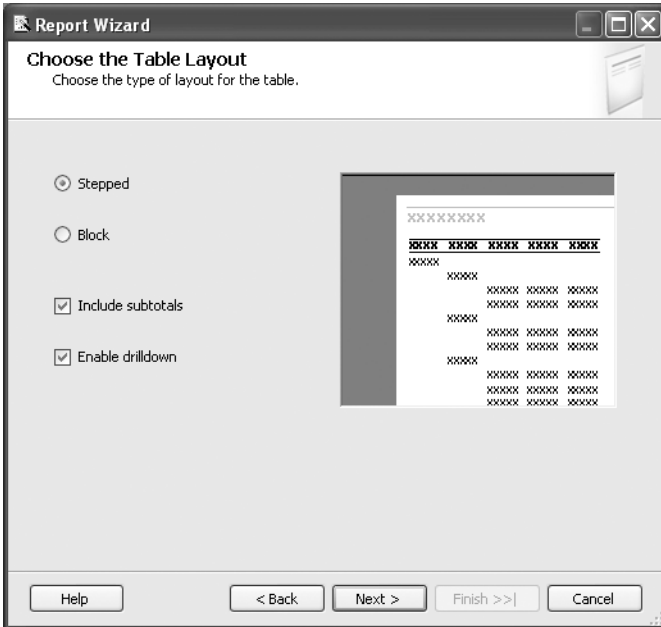 Report Wizard
Choose the Table Layout
Choose the type of layout for the table.
Stepped
Block
Include subtotals
Enable drilldown
XXXXXXXX
XXXX XXXX XXXX XXXX XXXX
XXXXX
XXXXX
XXXXX XXXXX XXXXX
XXXXX XXXXX XXXXX
XXXXX
XXXXX XXXXX XXXXX
XXXXX XXXXX XXXXX
XXXXX
XXXXX XXXXX XXXXX
XXXXX XXXXX XXXXX
XXXXX XXXXX XXXXX
Help
< Back
Next >
Finish >>|
Cancel